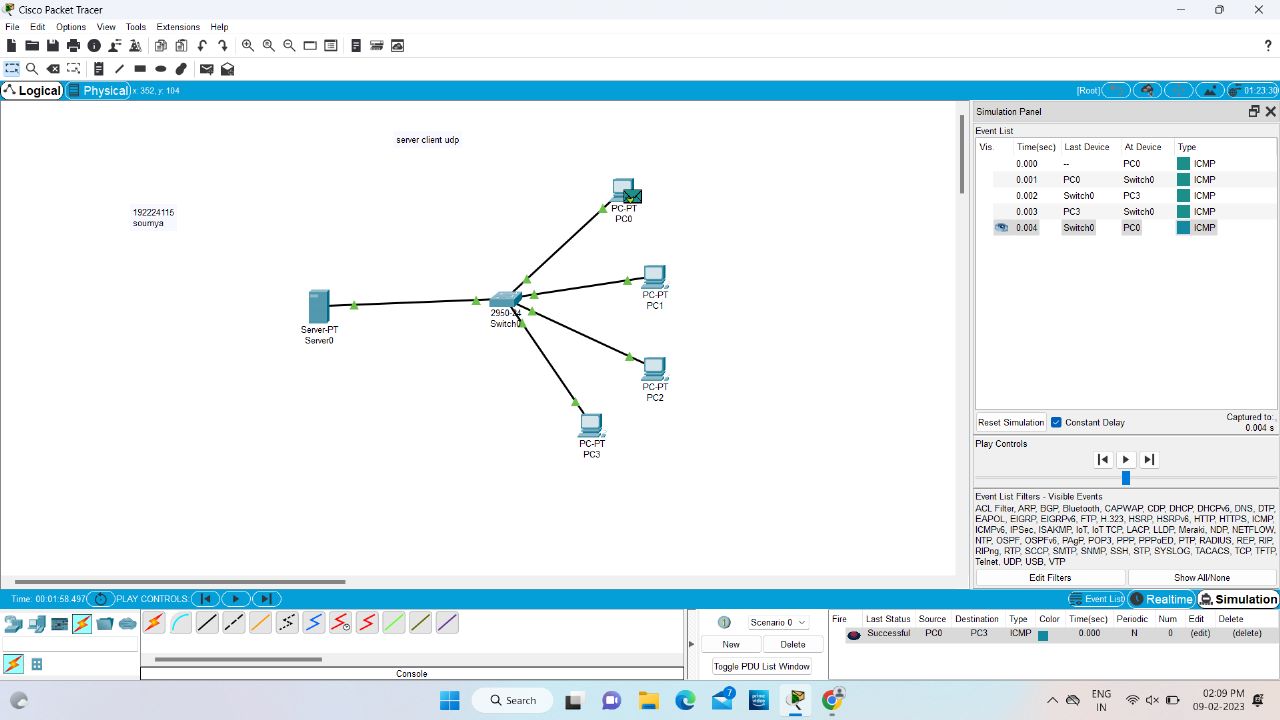 Cisco Packet Tracer
File Edit Options View Tools Extensions Help
?
Logical Physical x: 352, y: 104 [Root] 01:23:30
server client udp
192224115
soumya
PC-PT
PC0
PC-PT
PC1
Server-PT
Server0
2950-24
Switch0
PC-PT
PC2
PC-PT
PC3
Simulation Panel
Event List
Vis. Time(sec) Last Device At Device Type
0.000 -- PC0 ICMP
0.001 PC0 Switch0 ICMP
0.002 Switch0 PC3 ICMP
0.003 PC3 Switch0 ICMP
0.004 Switch0 PC0 ICMP
Reset Simulation Constant Delay Captured to:
0.004 s
Play Controls
Event List Filters - Visible Events
ACL Filter, ARP, BGP, Bluetooth, CAPWAP, CDP, DHCP, DHCPv6, DNS, DTP,
EAPOL, EIGRP, EIGRPv6, FTP, H.323, HSRP, HSRPv6, HTTP, HTTPS, ICMP,
ICMPv6, IPSec, ISAKMP, IoT, IoT TCP, LACP, LLDP, Meraki, NDP, NETFLOW,
NTP, OSPF, OSPFv6, PAgP, POP3, PPP, PPPoED, PTP, RADIUS, REP, RIP,
RIPng, RTP, SCCP, SMTP, SNMP, SSH, STP, SYSLOG, TACACS, TCP, TFTP,
Telnet, UDP, USB, VTP
Edit Filters Show All/None
Time: 00:01:58.497 PLAY CONTROLS: Event List Realtime Simulation
Scenario 0
New Delete
Toggle PDU List Window
Fire Last Status Source Destination Type Color Time(sec) Periodic Num Edit Delete
Successful PC0 PC3 ICMP 0.000 N 0 (edit) (delete)
Console
Search
7
prime video
ENG
IN
02:09 PM
09-02-2023